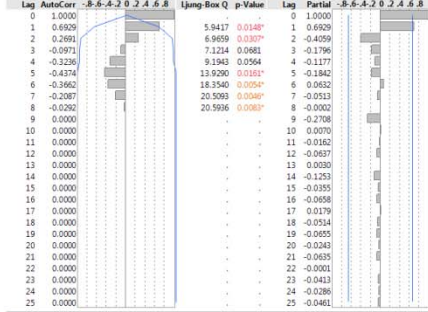 Lag AutoCorr -.8-.6-.4-.2 0 .2 .4 .6 .8 Ljung-Box Q p-Value Lag Partial -.8-.6-.4-.2 0 .2 .4 .6 .8
0 1.0000 . . 0 1.0000
1 0.6929 5.9417 0.0148* 1 0.6929
2 0.2691 6.9659 0.0307* 2 -0.4059
3 -0.0971 7.1214 0.0681 3 -0.1796
4 -0.3236 9.1943 0.0564 4 -0.1177
5 -0.4374 13.9290 0.0161* 5 -0.1842
6 -0.3662 18.3540 0.0054* 6 0.0632
7 -0.2087 20.5093 0.0046* 7 -0.0513
8 -0.0292 20.5936 0.0083* 8 -0.0002
9 0.0000 . . 9 -0.2708
10 0.0000 . . 10 0.0070
11 0.0000 . . 11 -0.0162
12 0.0000 . . 12 -0.0637
13 0.0000 . . 13 0.0030
14 0.0000 . . 14 -0.1253
15 0.0000 . . 15 -0.0355
16 0.0000 . . 16 -0.0658
17 0.0000 . . 17 0.0179
18 0.0000 . . 18 -0.0514
19 0.0000 . . 19 -0.0655
20 0.0000 . . 20 -0.0243
21 0.0000 . . 21 -0.0635
22 0.0000 . . 22 -0.0001
23 0.0000 . . 23 -0.0413
24 0.0000 . . 24 -0.0286
25 0.0000 . . 25 -0.0461